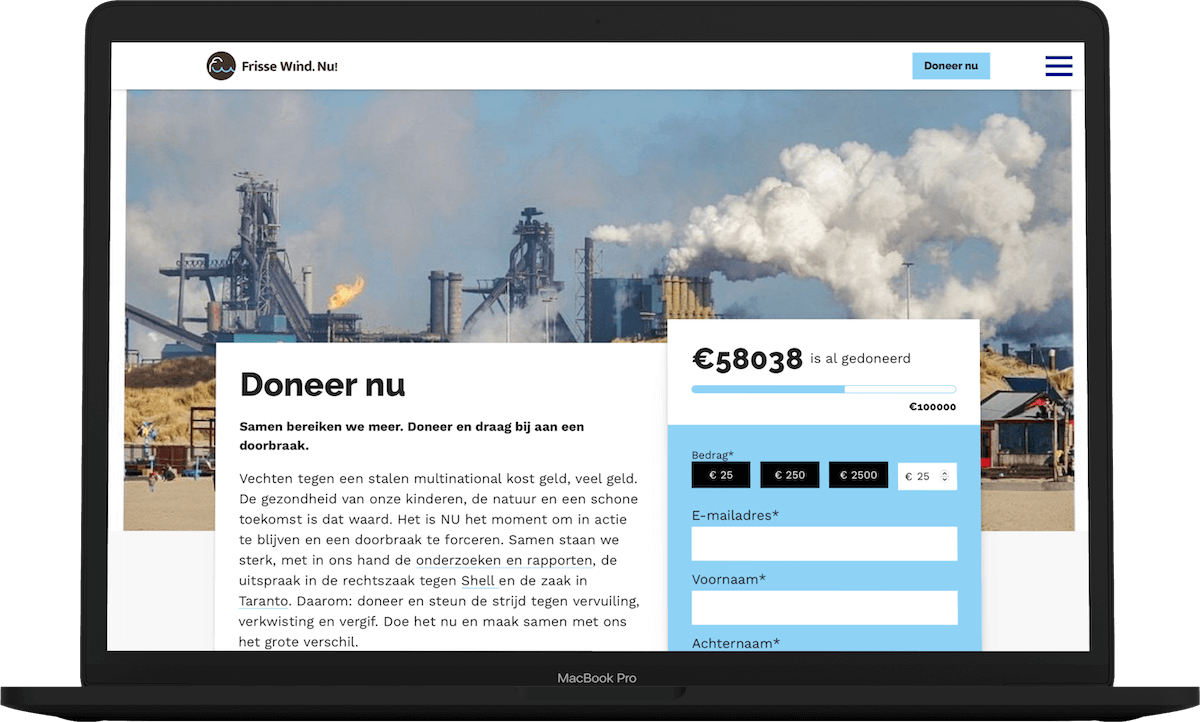 Frisse Wind.Nu!
Doneer nu
Doneer nu
Samen bereiken we meer. Doneer en draag bij aan een
doorbraak.
Vechten tegen een stalen multinational kost geld, veel geld.
De gezondheid van onze kinderen, de natuur en een schone
toekomst is dat waard. Het is NU het moment om in actie
te blijven en een doorbraak te forceren. Samen staan we
sterk, met in ons hand de onderzoeken en rapporten, de
uitspraak in de rechtszaak tegen Shell en de zaak in
Taranto. Daarom: doneer en steun de strijd tegen vervuiling,
verkwisting en vergif. Doe het nu en maak samen met ons
het grote verschil.
€58038 is al gedoneerd
€100000
Bedrag*
€ 25 € 250 € 2500 € 25
E-mailadres*
Voornaam*
Achternaam*
MacBook Pro